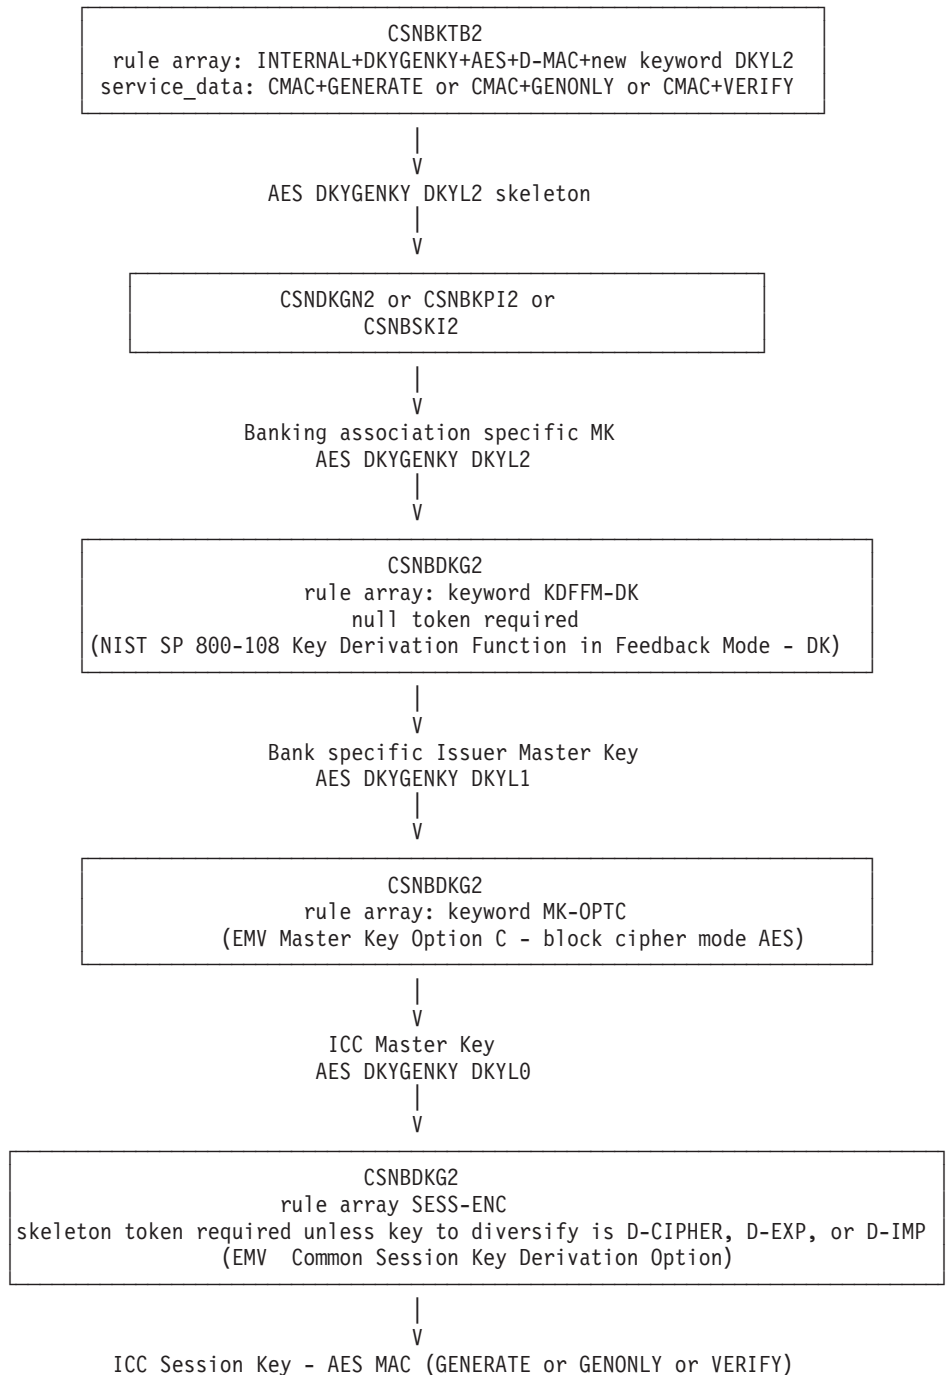 CSNBKTB2
rule array: INTERNAL+DKYGENKY+AES+D-MAC+new keyword DKYL2
service_data: CMAC+GENERATE or CMAC+GENONLY or CMAC+VERIFY
V
AES DKYGENKY DKYL2 skeleton
V
CSNDKGN2 or CSNBKPI2 or
CSNBSKI2
V
Banking association specific MK
AES DKYGENKY DKYL2
V
CSNBDKG2
rule array: keyword KDFFM-DK
null token required
(NIST SP 800-108 Key Derivation Function in Feedback Mode - DK)
V
Bank specific Issuer Master Key
AES DKYGENKY DKYL1
V
CSNBDKG2
rule array: keyword MK-OPTC
(EMV Master Key Option C - block cipher mode AES)
V
ICC Master Key
AES DKYGENKY DKYL0
V
CSNBDKG2
rule array SESS-ENC
skeleton token required unless key to diversify is D-CIPHER, D-EXP, or D-IMP
(EMV  Common Session Key Derivation Option)
V
ICC Session Key - AES MAC (GENERATE or GENONLY or VERIFY)